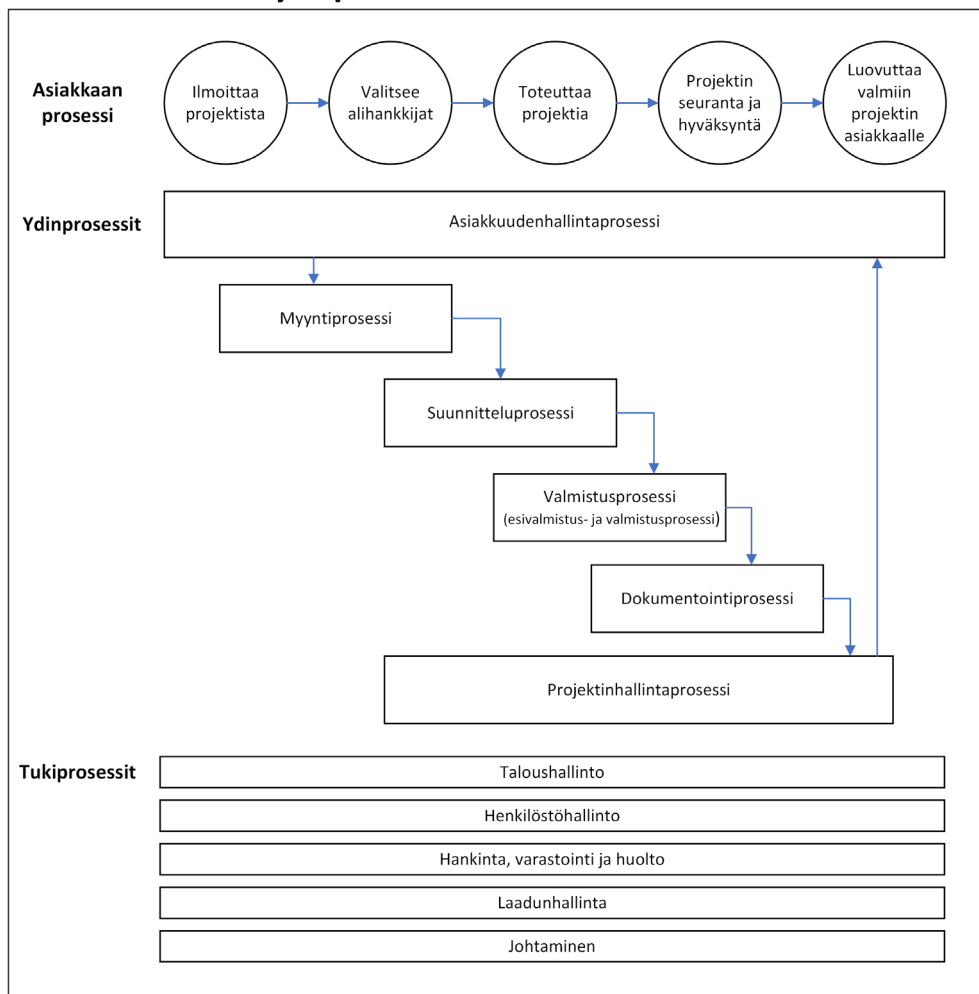 Asiakkaan
prosessi
Ilmoittaa
projektista
Valitsee
alihankkijat
Toteuttaa
projektia
Projektin
seuranta ja
hyväksyntä
Luovuttaa
valmiin
projektin
asiakkaalle
Ydinprosessit
Asiakkuudenhallintaprosessi
Myyntiprosessi
Suunnitteluprosessi
Valmistusprosessi
(esivalmistus- ja valmistusprosessi)
Dokumentointiprosessi
Projektinhallintaprosessi
Tukiprosessit
Taloushallinto
Henkilöstöhallinto
Hankinta, varastointi ja huolto
Laadunhallinta
Johtaminen